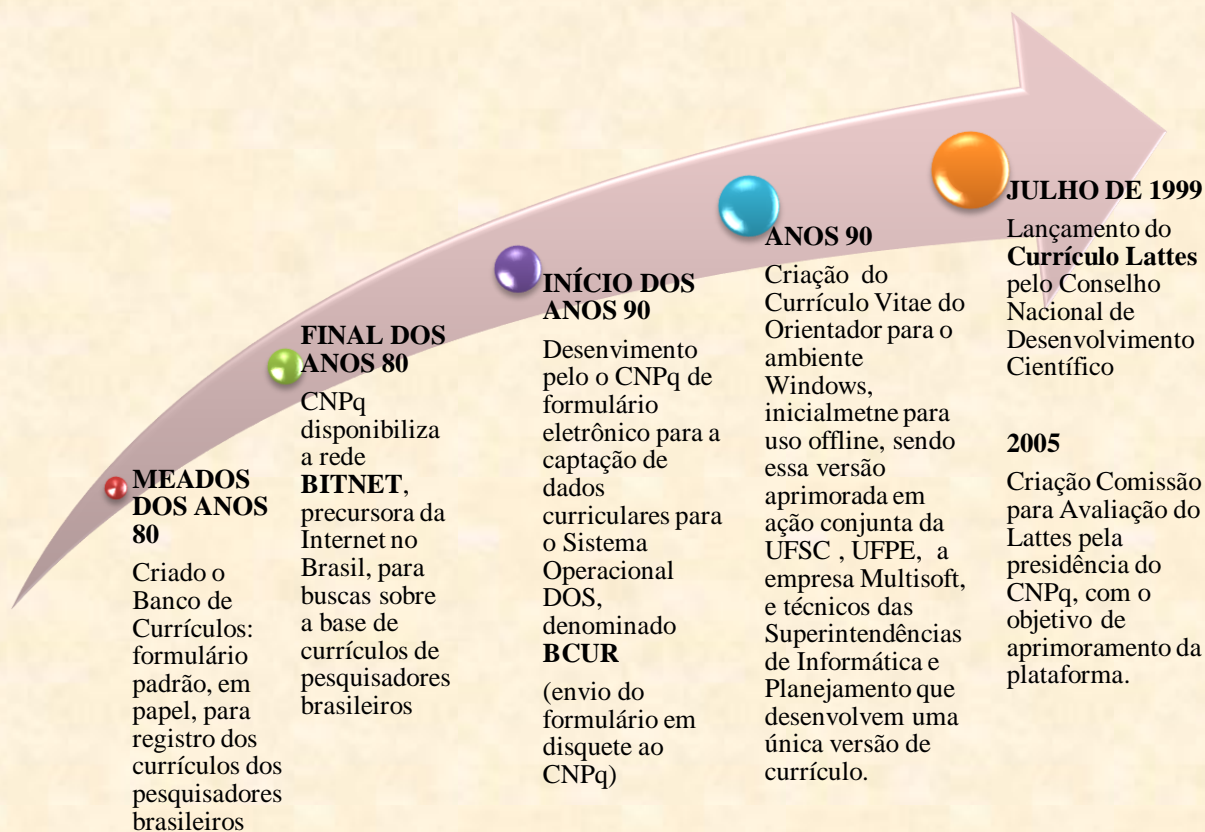 MEADOS
DOS ANOS
80
Criado o
Banco de
Currículos:
formulário
padrão, em
papel, para
registro dos
currículos dos
pesquisadores
brasileiros
FINAL DOS
ANOS 80
CNPq
disponibiliza
a rede
BITNET,
precursora da
Internet no
Brasil, para
buscas sobre
a base de
currículos de
pesquisadores
brasileiros
INÍCIO DOS
ANOS 90
Desenvimento
pelo o CNPq de
formulário
eletrônico para a
captação de
dados
curriculares para
o Sistema
Operacional
DOS,
denominado
BCUR
(envio do
formulário em
disquete ao
CNPq)
ANOS 90
Criação do
Currículo Vitae do
Orientador para o
ambiente
Windows,
inicialmetne para
uso offline, sendo
essa versão
aprimorada em
ação conjunta da
UFSC , UFPE, a
empresa Multisoft,
e técnicos das
Superintendências
de Informática e
Planejamento que
desenvolvem uma
única versão de
currículo.
JULHO DE 1999
Lançamento do
Currículo Lattes
pelo Conselho
Nacional de
Desenvolvimento
Científico
2005
Criação Comissão
para Avaliação do
Lattes pela
presidência do
CNPq, com o
objetivo de
aprimoramento da
plataforma.